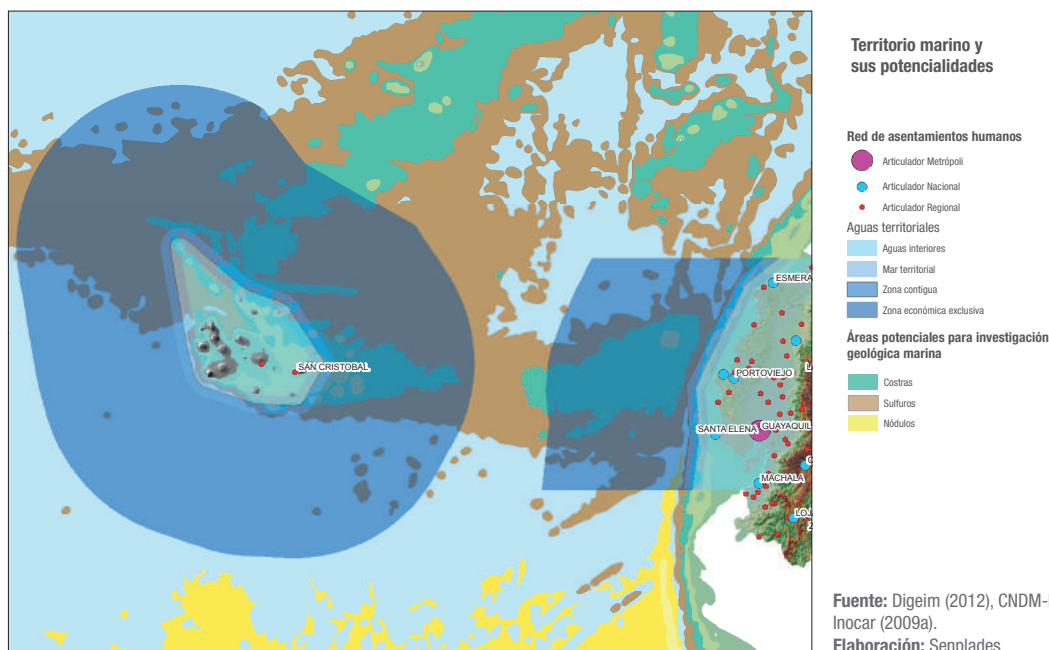 Territorio marino y
sus potencialidades
Red de asentamientos humanos
Articulador Metrópoli
Articulador Nacional
Articulador Regional
Aguas territoriales
Aguas interiores
Mar territorial
Zona contigua
Zona económica exclusiva
Áreas potenciales para investigación
geológica marina
Costras
Sulfuros
Nódulos
ESMERA
SAN CRISTOBAL
PORTOVIEJO
SANTA ELENA
GUAYAQUIL
MACHALA
LOJ
Fuente: Digeim (2012), CNDM-
Inocar (2009a).
Elaboración: Senplades